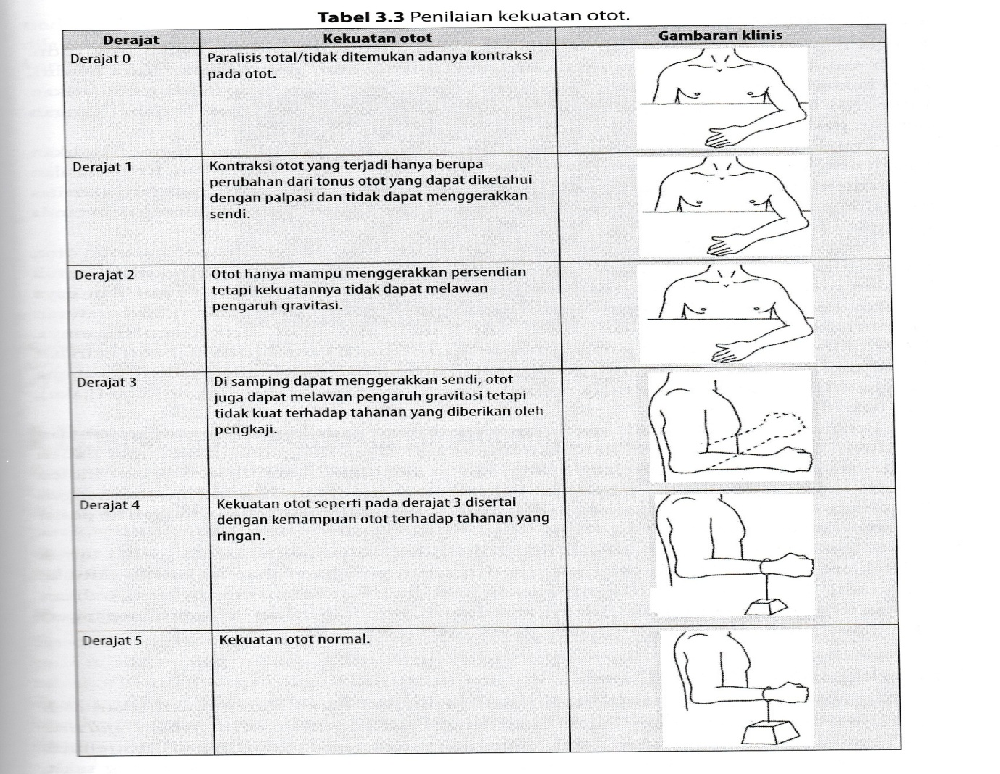 Tabel 3.3 Penilaian kekuatan otot.
Derajat
Kekuatan otot
Gambaran klinis
Derajat 0
Paralisis total/tidak ditemukan adanya kontraksi
pada otot.
Derajat 1
Kontraksi otot yang terjadi hanya berupa
perubahan dari tonus otot yang dapat diketahui
dengan palpasi dan tidak dapat menggerakkan
sendi.
Derajat 2
Otot hanya mampu menggerakkan persendian
tetapi kekuatannya tidak dapat melawan
pengaruh gravitasi.
Derajat 3
Di samping dapat menggerakkan sendi, otot
juga dapat melawan pengaruh gravitasi tetapi
tidak kuat terhadap tahanan yang diberikan oleh
pengkaji.
Derajat 4
Kekuatan otot seperti pada derajat 3 disertai
dengan kemampuan otot terhadap tahanan yang
ringan.
Derajat 5
Kekuatan otot normal.